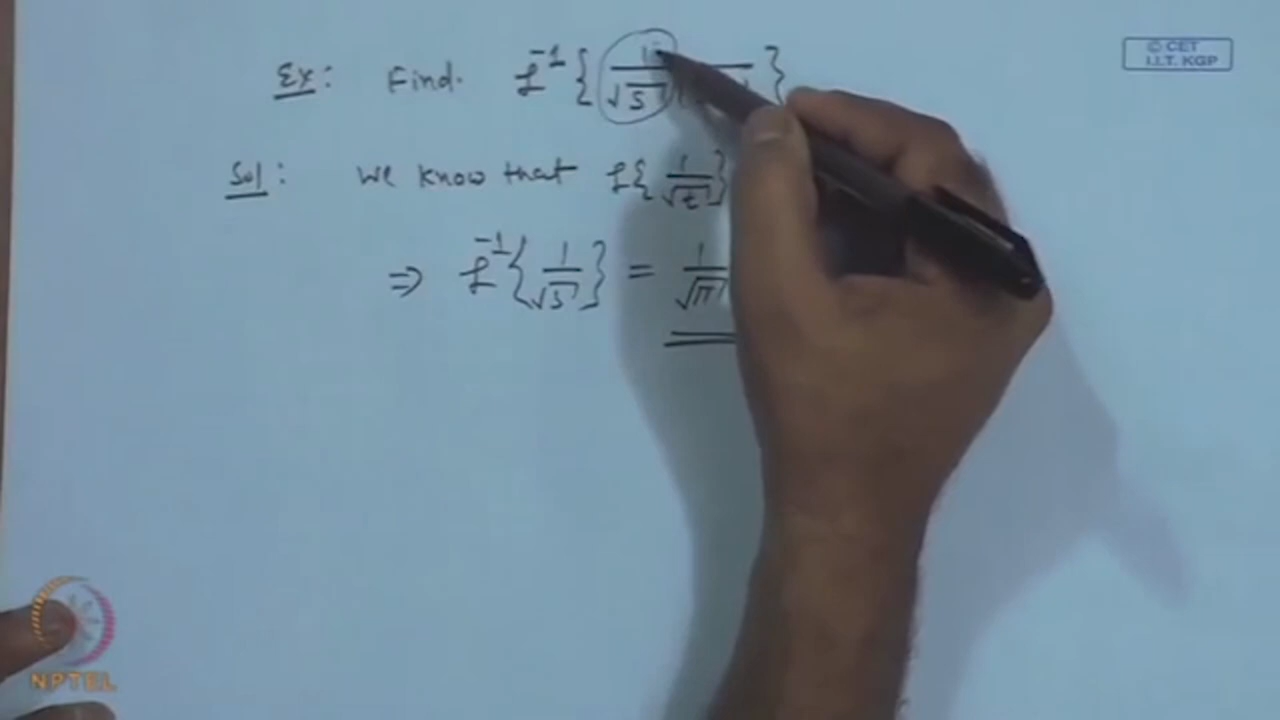 Ex: Find L⁻¹{ 1/√s }
© CET
I.I.T. KGP
Sol: We know that L{ 1/√t }
⇒ L⁻¹{ 1/√s } = 1/√π
NPTEL